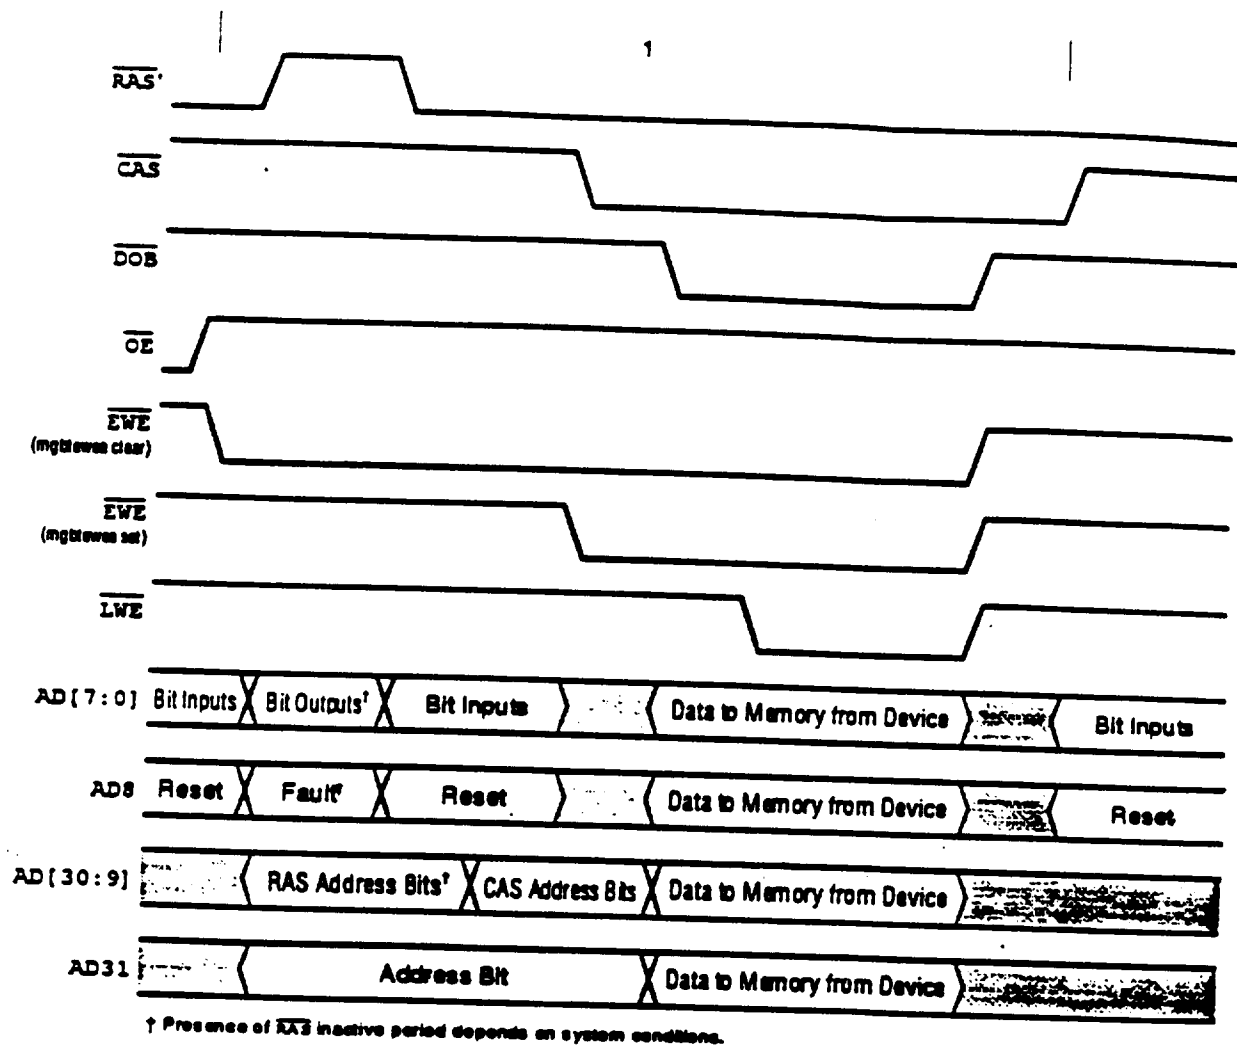 1
RAS'
CAS
DOB
OE
EWE
(mgbtewea clear)
EWE
(mgbtewea set)
LWE
AD[7:0] Bit Inputs Bit Outputs† Bit Inputs Data to Memory from Device Bit Inputs
AD8 Reset Fault† Reset Data to Memory from Device Reset
AD[30:9] RAS Address Bits† CAS Address Bits Data to Memory from Device
AD31 Address Bit Data to Memory from Device
† Presence of RAS inactive period depends on system conditions.